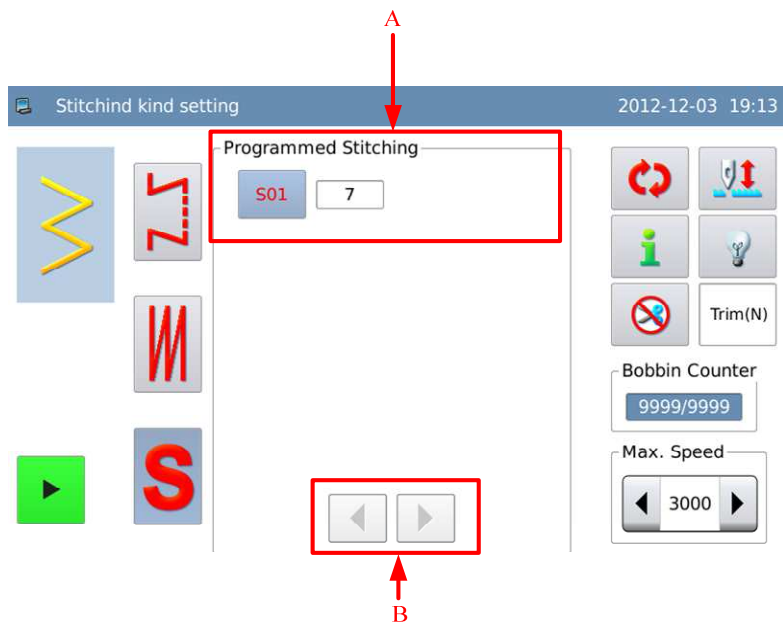 A
Stitchind kind setting 2012-12-03 19:13
Programmed Stitching
S01 7
Trim(N)
Bobbin Counter
9999/9999
S
Max. Speed
3000
B